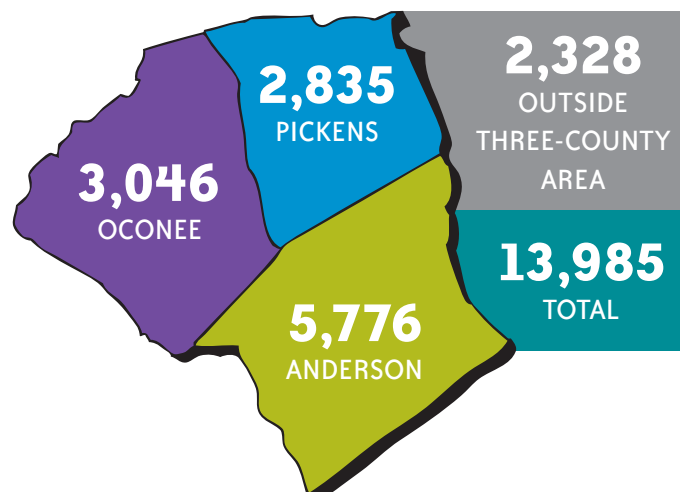 2,835
PICKENS
3,046
OCONEE
5,776
ANDERSON
2,328
OUTSIDE
THREE-COUNTY
AREA
13,985
TOTAL